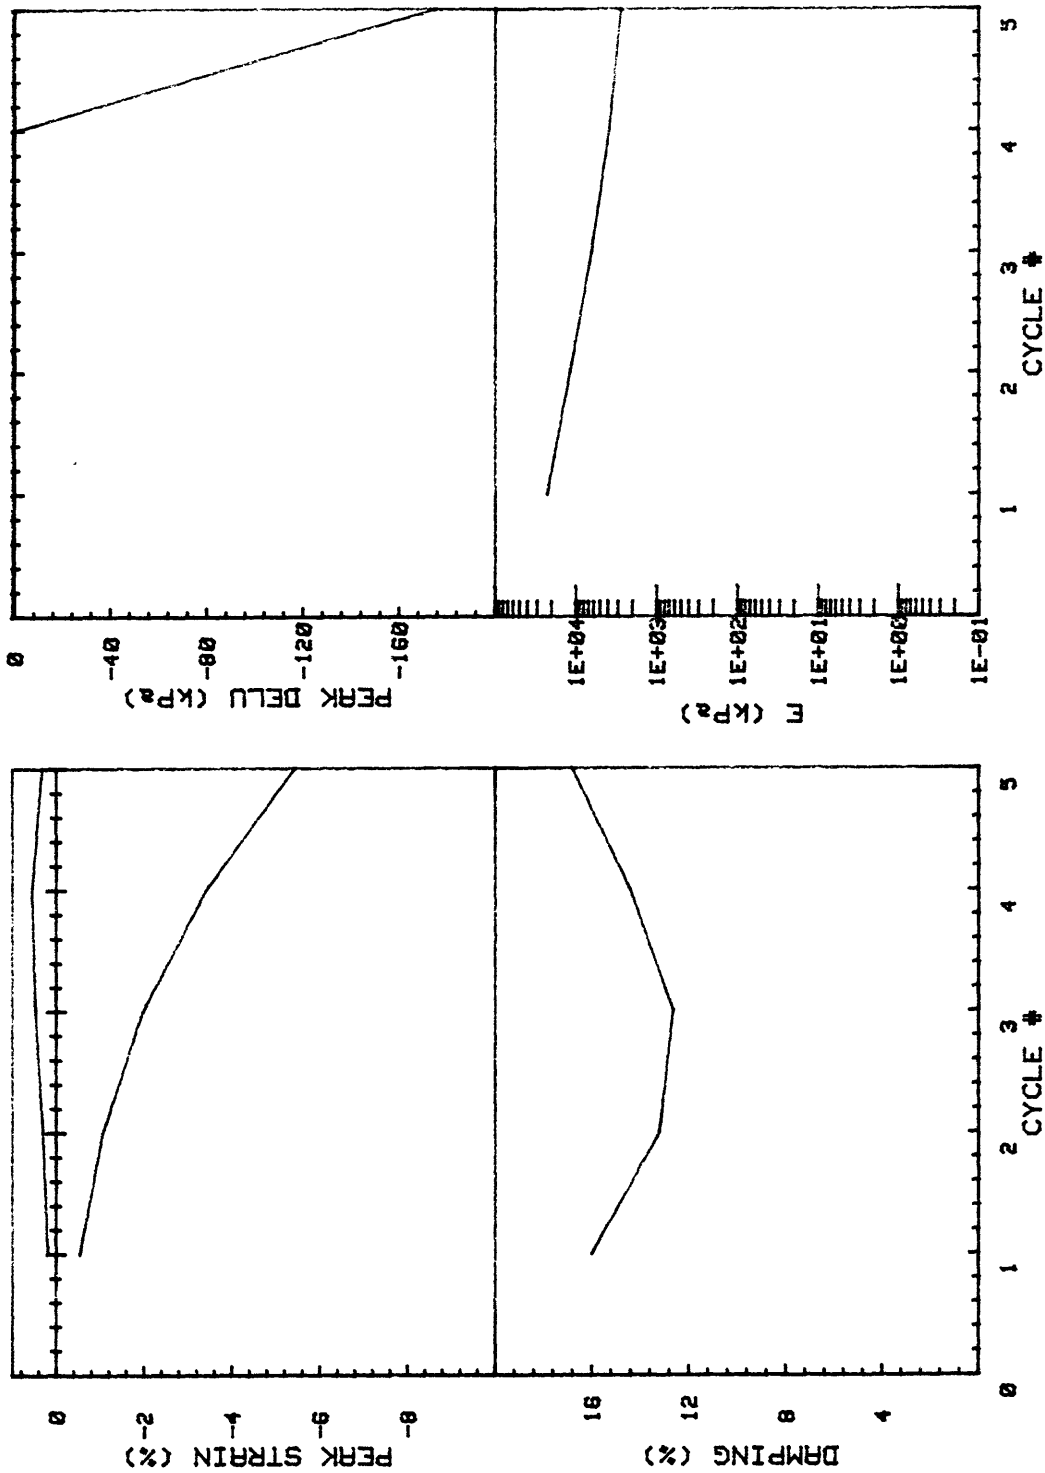 0
-2
-4
-6
-8
PEAK STRAIN (%)
16
12
8
4
DAMPING (%)
0
1
2
3
4
5
CYCLE #
0
-40
-80
-120
-160
PEAK DELU (kPa)
1E+04
1E+03
1E+02
1E+01
1E+00
1E-01
E (kPa)
1
2
3
4
5
CYCLE #